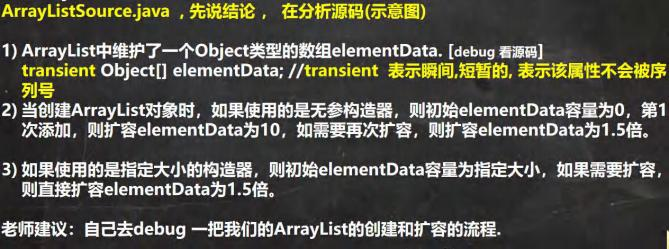 ArrayListSource.java ，先说结论， 在分析源码(示意图)
1) ArrayList中维护了一个Object类型的数组elementData. [debug 看源码]
transient Object[] elementData; //transient 表示瞬间,短暂的, 表示该属性不会被序
列号
2) 当创建ArrayList对象时，如果使用的是无参构造器，则初始elementData容量为0，第1
次添加，则扩容elementData为10，如需要再次扩容，则扩容elementData为1.5倍。
3) 如果使用的是指定大小的构造器，则初始elementData容量为指定大小，如果需要扩容，
则直接扩容elementData为1.5倍。
老师建议：自己去debug 一把我们的ArrayList的创建和扩容的流程.